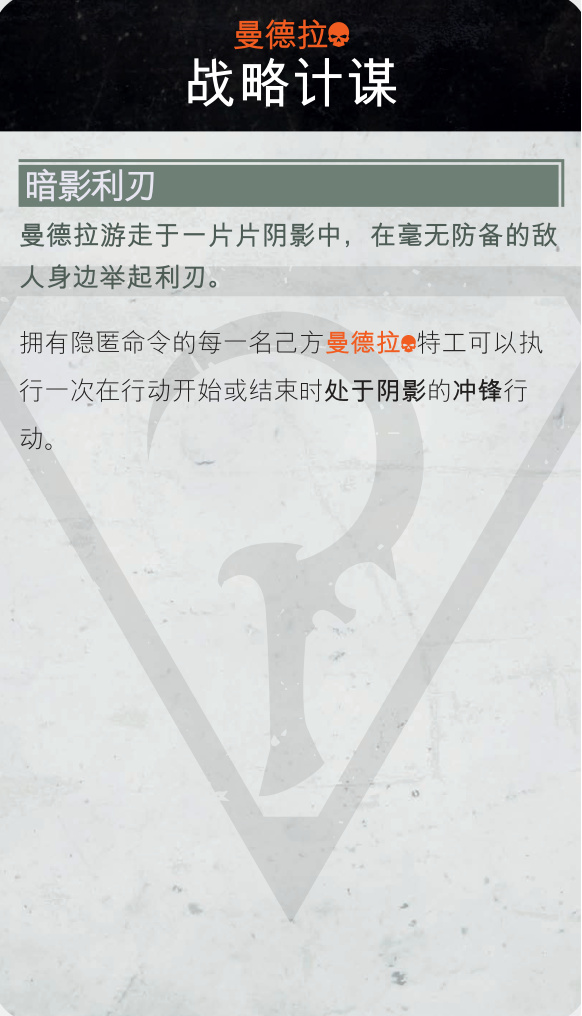 曼德拉
战略计谋
暗影利刃
曼德拉游走于一片片阴影中，在毫无防备的敌
人身边举起利刃。
拥有隐匿命令的每一名己方曼德拉特工可以执
行一次在行动开始或结束时处于阴影的冲锋行
动。